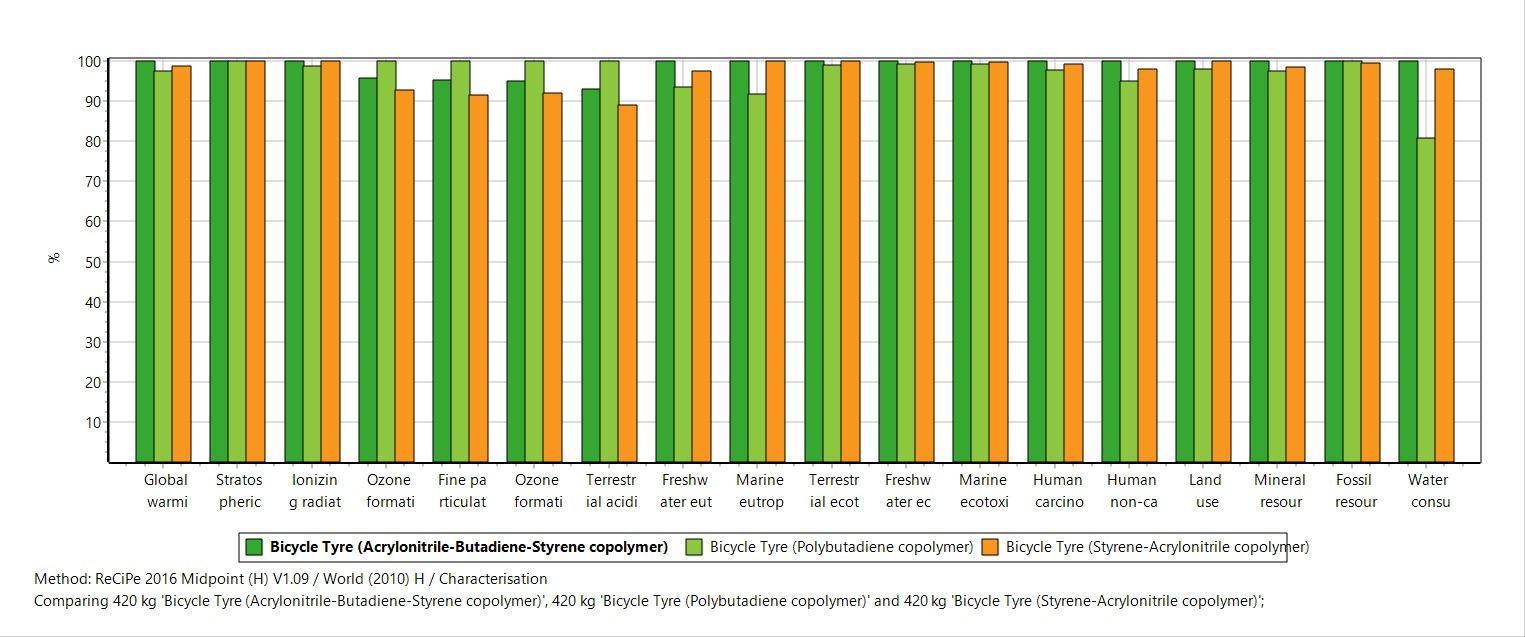 100
90
80
70
60
50
40
30
20
10
%
Global warmi
Stratos pheric
Ionizin g radiat
Ozone formati
Fine pa rticulat
Ozone formati
Terrestr ial acidi
Freshw ater eut
Marine eutrop
Terrestr ial ecot
Freshw ater ec
Marine ecotoxi
Human carcino
Human non-ca
Land use
Mineral resour
Fossil resour
Water consu
Bicycle Tyre (Acrylonitrile-Butadiene-Styrene copolymer) Bicycle Tyre (Polybutadiene copolymer) Bicycle Tyre (Styrene-Acrylonitrile copolymer)
Method: ReCiPe 2016 Midpoint (H) V1.09 / World (2010) H / Characterisation
Comparing 420 kg 'Bicycle Tyre (Acrylonitrile-Butadiene-Styrene copolymer)', 420 kg 'Bicycle Tyre (Polybutadiene copolymer)' and 420 kg 'Bicycle Tyre (Styrene-Acrylonitrile copolymer)';